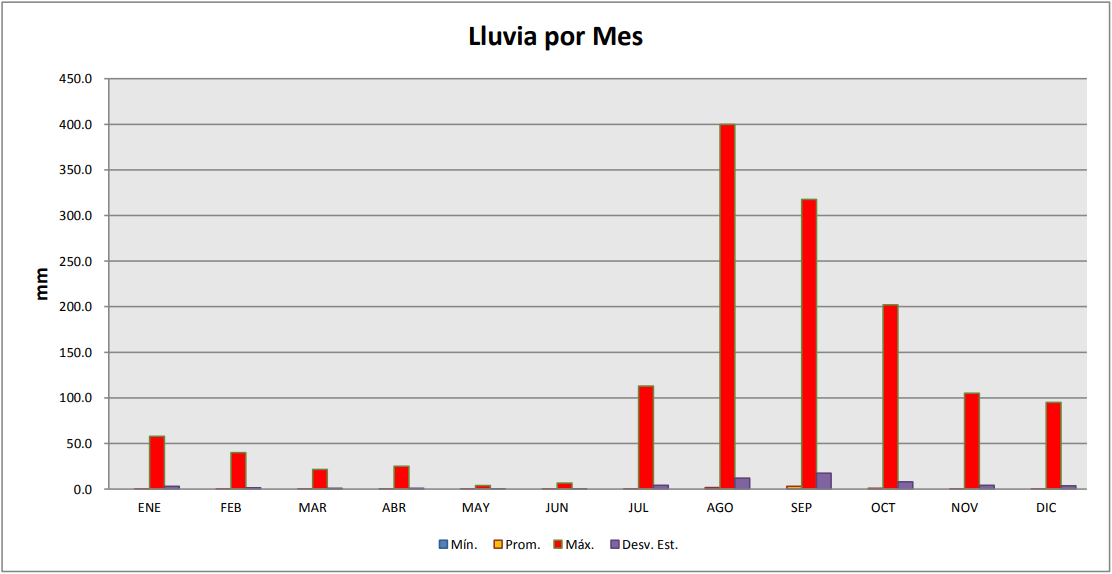 Lluvia por Mes
450.0
400.0
350.0
300.0
250.0
200.0
150.0
100.0
50.0
0.0
mm
ENE FEB MAR ABR MAY JUN JUL AGO SEP OCT NOV DIC
Mín. Prom. Máx. Desv. Est.